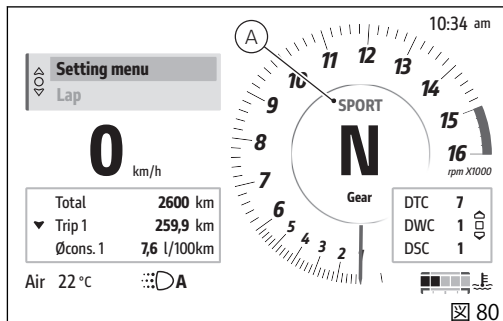 10:34 am
A
Setting menu
Lap
0 km/h
Total 2600 km
Trip 1 259,9 km
Øcons. 1 7,6 l/100km
Air 22 °C
A
2
3
4
5
6
7
8
9
10
11
12
13
14
15
16
rpm X1000
SPORT
N
Gear
DTC 7
DWC 1
DSC 1
図 80